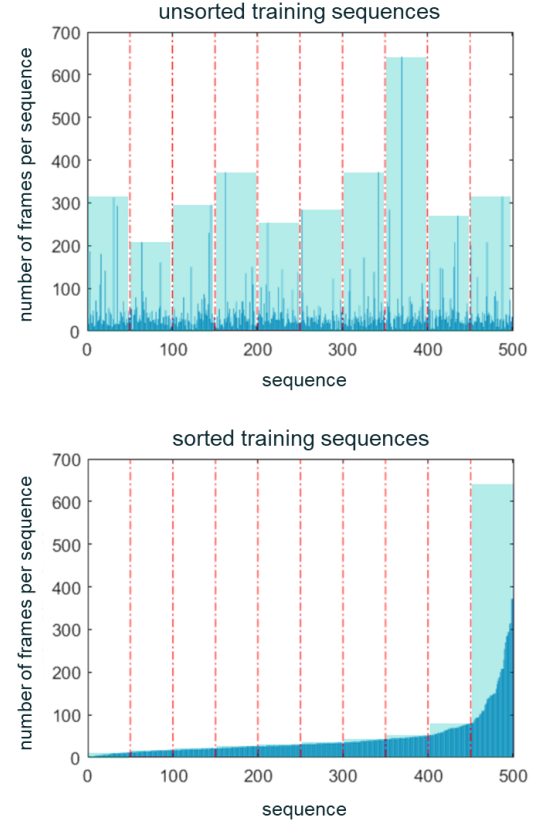 unsorted training sequences
700
600
500
400
300
200
100
0
number of frames per sequence
0 100 200 300 400 500
sequence
sorted training sequences
700
600
500
400
300
200
100
0
number of frames per sequence
0 100 200 300 400 500
sequence